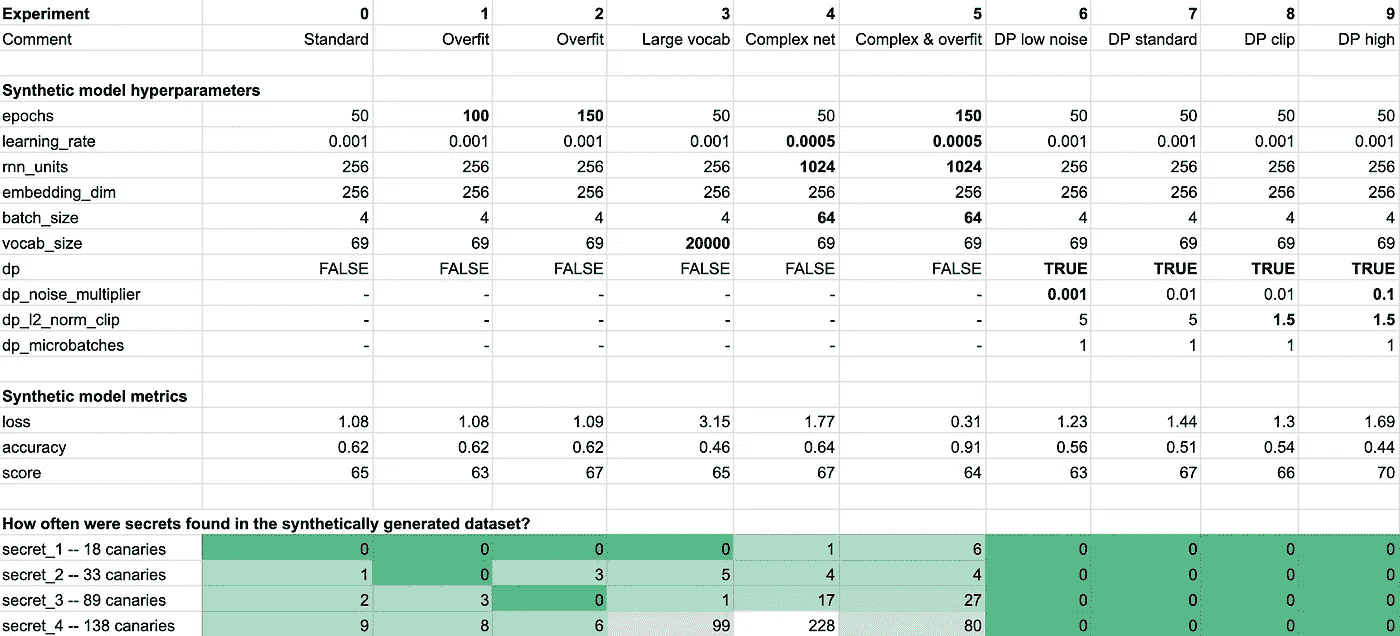 Experiment 0 1 2 3 4 5 6 7 8 9
Comment Standard Overfit Overfit Large vocab Complex net Complex & overfit DP low noise DP standard DP clip DP high
Synthetic model hyperparameters
epochs 50 100 150 50 50 150 50 50 50 50
learning_rate 0.001 0.001 0.001 0.001 0.0005 0.0005 0.001 0.001 0.001 0.001
rnn_units 256 256 256 256 1024 1024 256 256 256 256
embedding_dim 256 256 256 256 256 256 256 256 256 256
batch_size 4 4 4 4 64 64 4 4 4 4
vocab_size 69 69 69 20000 69 69 69 69 69 69
dp FALSE FALSE FALSE FALSE FALSE FALSE TRUE TRUE TRUE TRUE
dp_noise_multiplier - - - - - - 0.001 0.01 0.01 0.1
dp_l2_norm_clip - - - - - - 5 5 1.5 1.5
dp_microbatches - - - - - - 1 1 1 1
Synthetic model metrics
loss 1.08 1.08 1.09 3.15 1.77 0.31 1.23 1.44 1.3 1.69
accuracy 0.62 0.62 0.62 0.46 0.64 0.91 0.56 0.51 0.54 0.44
score 65 63 67 65 67 64 63 67 66 70
How often were secrets found in the synthetically generated dataset?
secret_1 -- 18 canaries 0 0 0 0 1 6 0 0 0 0
secret_2 -- 33 canaries 1 0 3 5 4 4 0 0 0 0
secret_3 -- 89 canaries 2 3 0 1 17 27 0 0 0 0
secret_4 -- 138 canaries 9 8 6 99 228 80 0 0 0 0